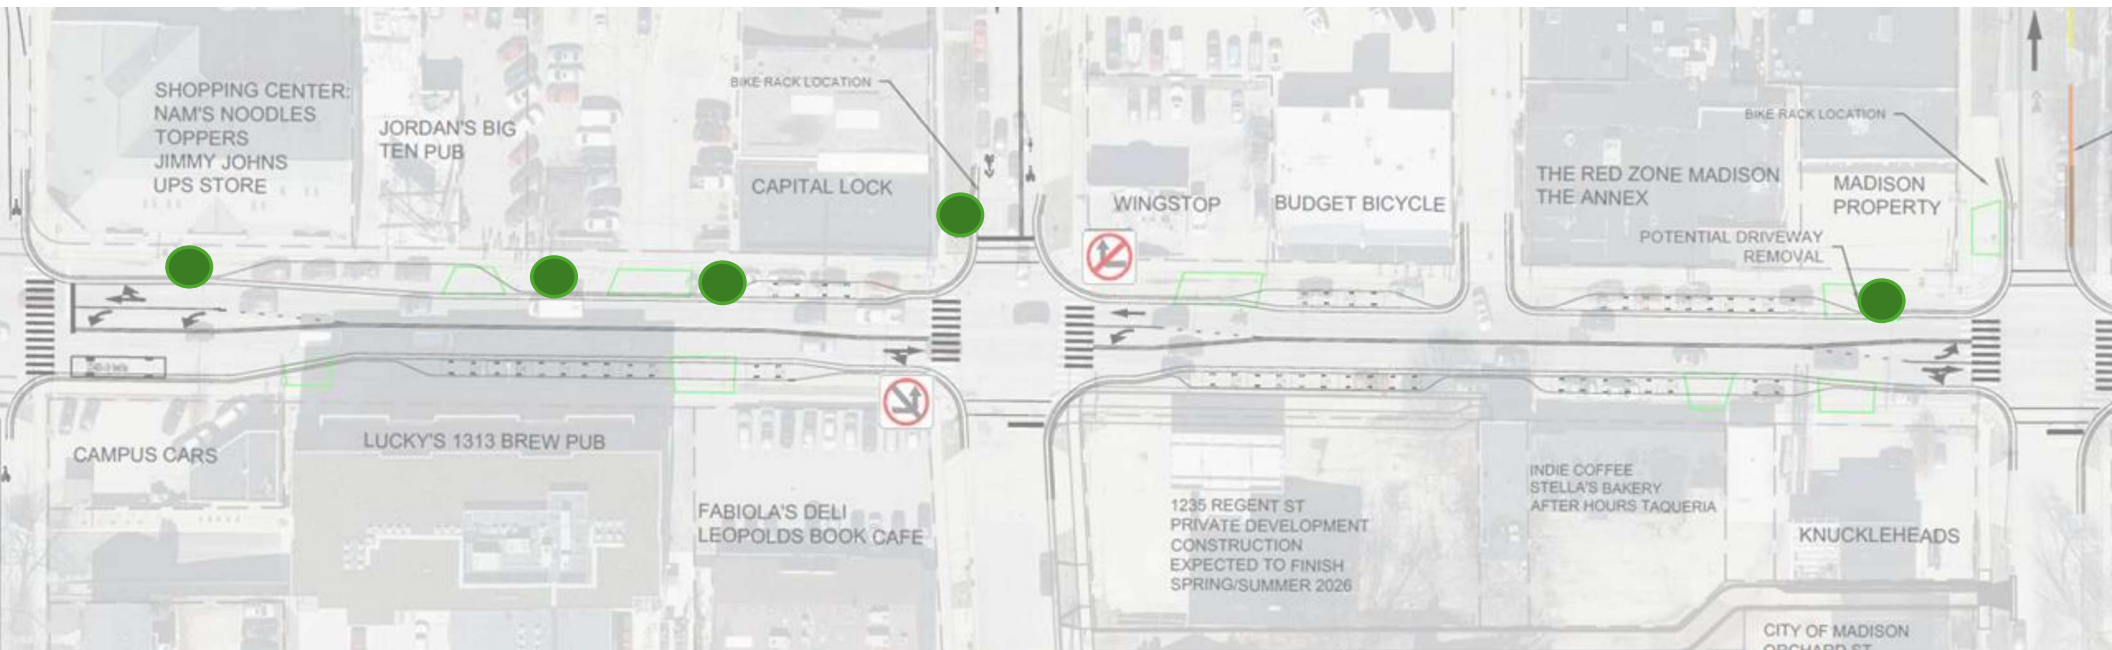 SHOPPING CENTER:
NAM'S NOODLES
TOPPERS
JIMMY JOHNS
UPS STORE
JORDAN'S BIG
TEN PUB
BIKE RACK LOCATION
CAPITAL LOCK
WINGSTOP
BUDGET BICYCLE
BIKE RACK LOCATION
THE RED ZONE MADISON
THE ANNEX
MADISON
PROPERTY
POTENTIAL DRIVEWAY
REMOVAL
CAMPUS CARS
LUCKY'S 1313 BREW PUB
FABIOLA'S DELI
LEOPOLDS BOOK CAFE
1235 REGENT ST
PRIVATE DEVELOPMENT
CONSTRUCTION
EXPECTED TO FINISH
SPRING/SUMMER 2026
INDIE COFFEE
STELLA'S BAKERY
AFTER HOURS TAQUERIA
KNUCKLEHEADS
CITY OF MADISON
ORCHARD ST